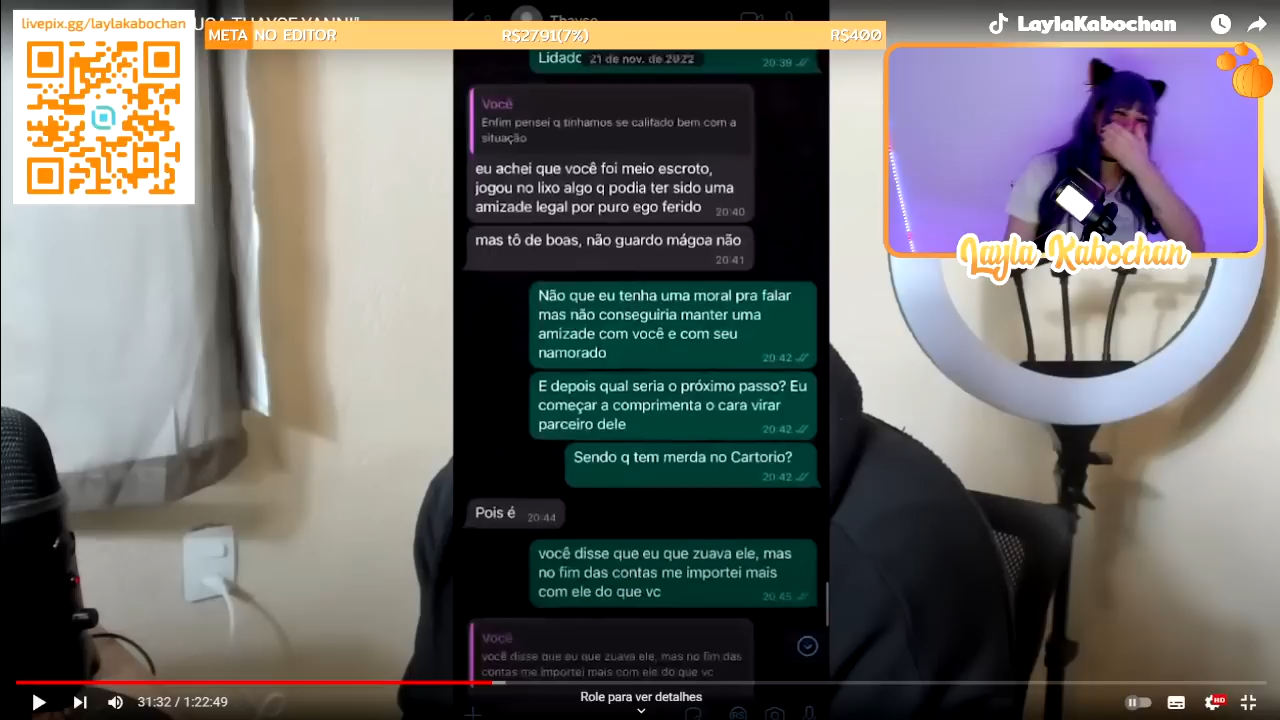 livepix.gg/laylakabochan
META NO EDITOR
R$27.91(7%)
R$400
LaylaKabochan
Layla Kabochan
21 de nov. de 2022
20:39
Você
Enfim pensei q tinhamos se califado bem com a
situação
eu achei que você foi meio escroto,
jogou no lixo algo q podia ter sido uma
amizade legal por puro ego ferido
20:40
mas tô de boas, não guardo mágoa não
20:41
Não que eu tenha uma moral pra falar
mas não conseguiria manter uma
amizade com você e com seu
namorado
20:42
E depois qual seria o próximo passo? Eu
começar a comprimenta o cara virar
parceiro dele
20:42
Sendo q tem merda no Cartorio?
20:42
Pois é
20:44
você disse que eu que zuava ele, mas
no fim das contas me importei mais
com ele do que vc
20:45
Você
você disse que eu que zuava ele, mas no fim das
contas me importei mais com ele do que vc
31:32 / 1:22:49
Role para ver detalhes
HD